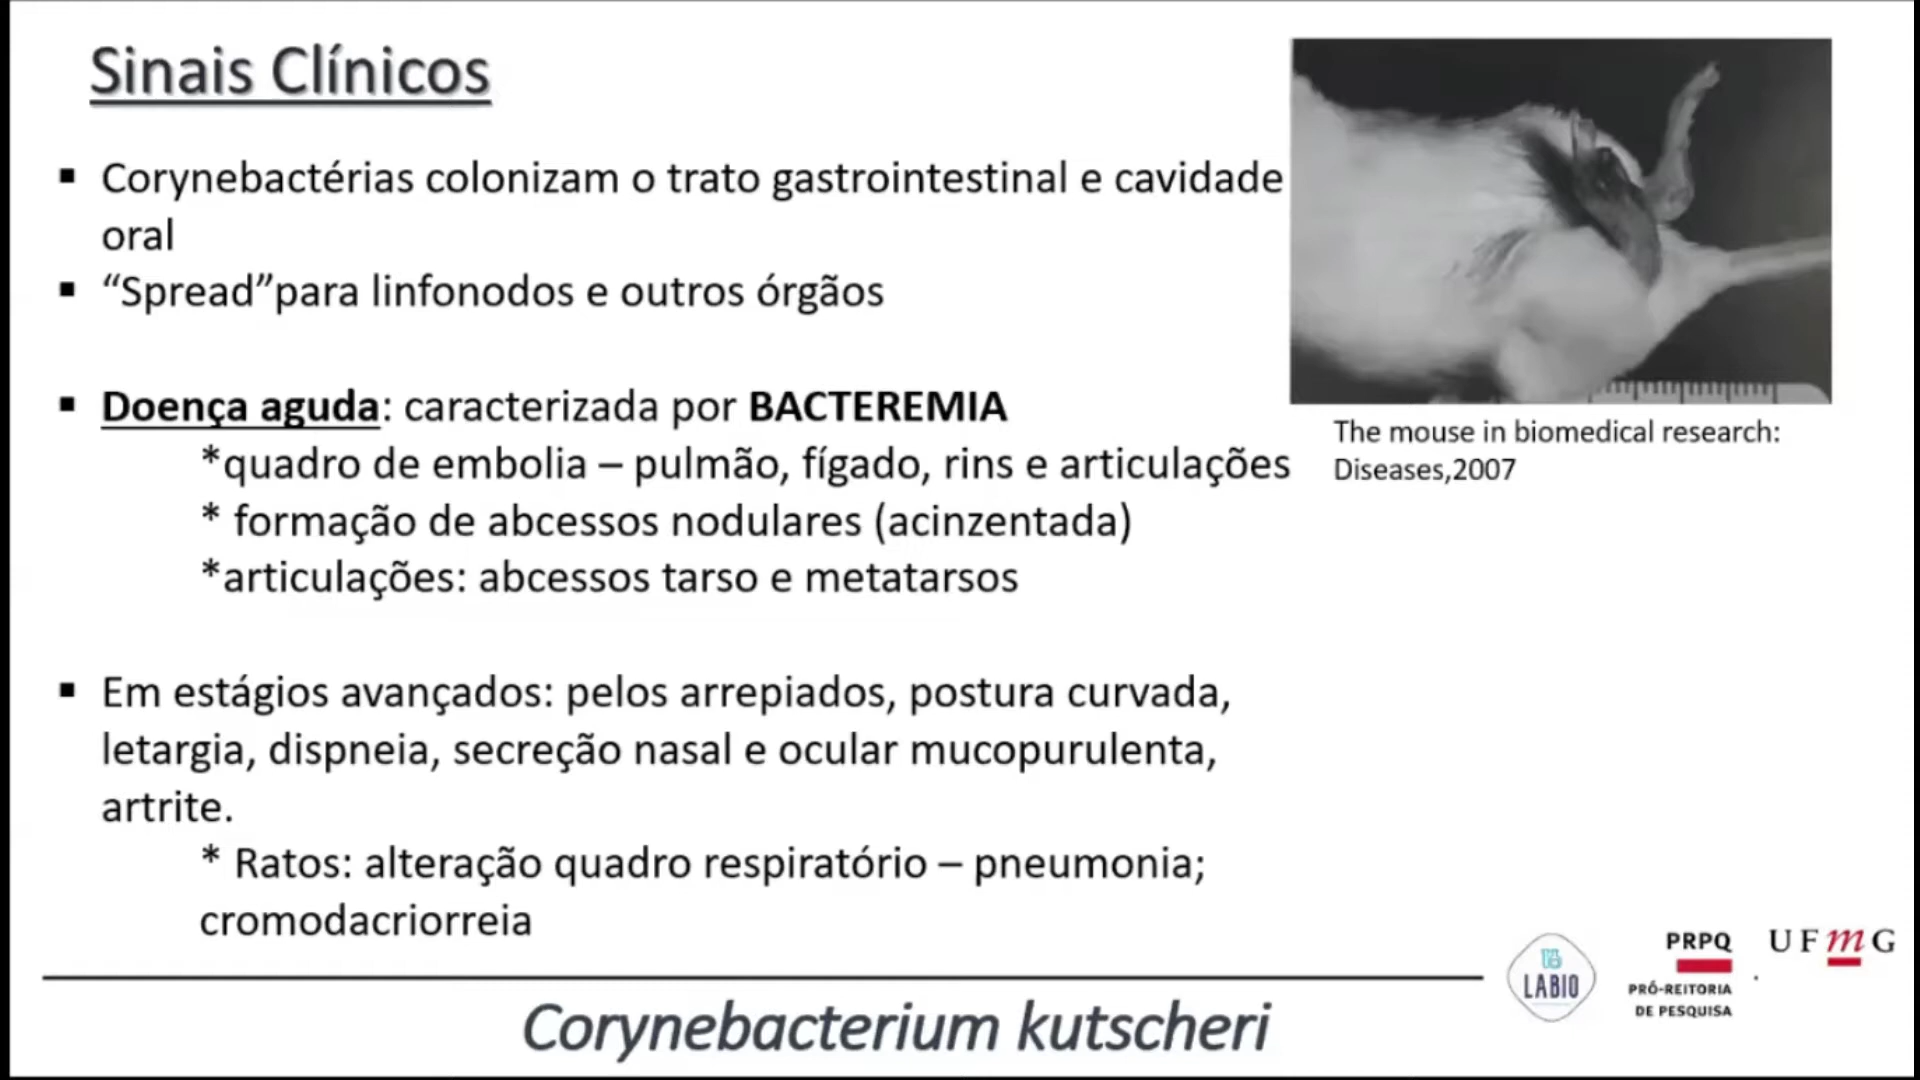 Sinais Clínicos
▪ Corynebactérias colonizam o trato gastrointestinal e cavidade
oral
▪ “Spread”para linfonodos e outros órgãos
▪ Doença aguda: caracterizada por BACTEREMIA
*quadro de embolia – pulmão, fígado, rins e articulações
* formação de abcessos nodulares (acinzentada)
*articulações: abcessos tarso e metatarsos
▪ Em estágios avançados: pelos arrepiados, postura curvada,
letargia, dispneia, secreção nasal e ocular mucopurulenta,
artrite.
* Ratos: alteração quadro respiratório – pneumonia;
cromodacriorreia
The mouse in biomedical research:
Diseases,2007
Corynebacterium kutscheri
LABIO
PRPQ
PRÓ-REITORIA
DE PESQUISA
UFmG